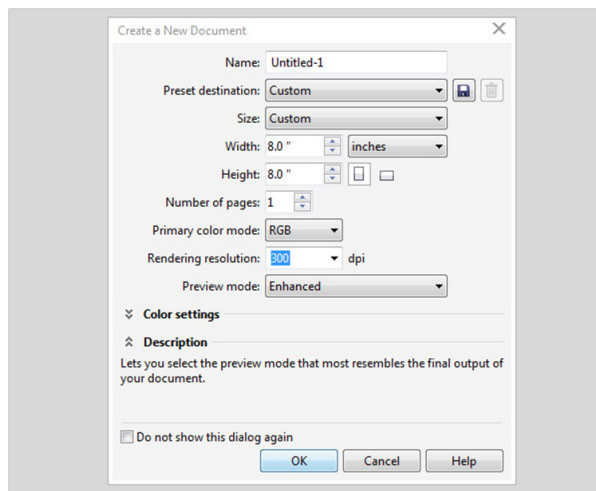 Create a New Document
Name: Untitled-1
Preset destination: Custom
Size: Custom
Width: 8.0 " inches
Height: 8.0 "
Number of pages: 1
Primary color mode: RGB
Rendering resolution: 300 dpi
Preview mode: Enhanced
Color settings
Description
Lets you select the preview mode that most resembles the final output of
your document.
Do not show this dialog again
OK Cancel Help